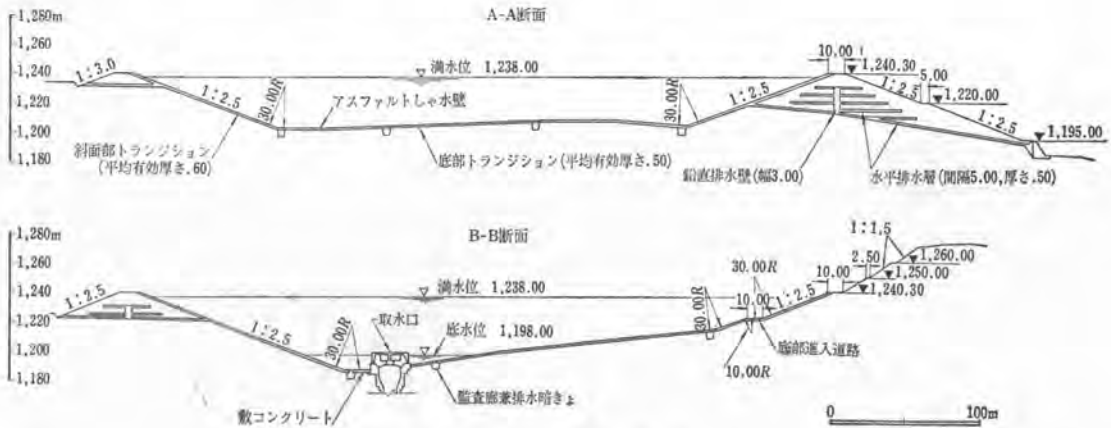 A-A断面
1,280m
1,260
1,240
1,220
1,200
1,180
1:3.0
1:2.5
30.00R
満水位 1,238.00
アスファルトしゃ水壁
30.00R
1:2.5
10.00
1,240.30
5.00
1:2.5
1,220.00
1:2.5
1,195.00
斜面部トランジション
(平均有効厚さ.60)
底部トランジション(平均有効厚さ.50)
鉛直排水壁(幅3.00)
水平排水層(間隔5.00,厚さ.50)
B-B断面
1,280m
1,260
1,240
1,220
1,200
1,180
1:2.5
1:2.5
30.00R
満水位 1,238.00
取水口
底水位 1,198.00
30.00R
10.00
30.00R
1:2.5
10.00
2.50
1:1.5
1,260.00
1,250.00
1,240.30
底部進入道路
10.00R
監査廊兼排水暗きょ
敷コンクリート
0 100m